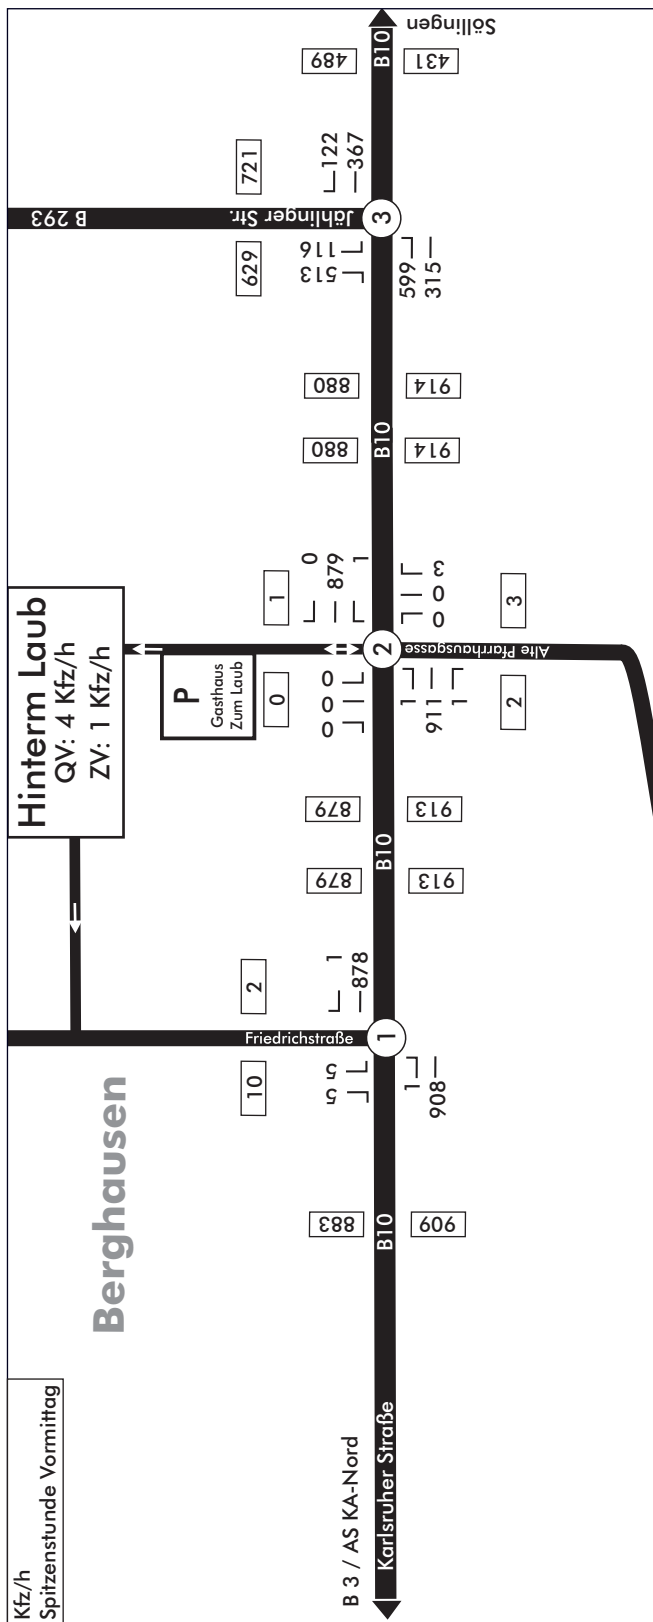 Kfz/h
Spitzenstunde Vormittag
Berghausen
Hinterm Laub
QV: 4 Kfz/h
ZV: 1 Kfz/h
P
Gasthaus
Zum Laub
B 293
Jählinger Str.
Friedrichstraße
Alte Pfarrhausgasse
B 3 / AS KA-Nord
Karlsruher Straße
B10
883
909
10
2
5
5
1
878
1
908
1
B10
879
913
879
913
0
1
0
0
0
0
879
1
1
911
1
0
0
3
2
3
2
B10
880
914
880
914
629
721
513
116
122
367
599
315
3
489
431
B10
Söllingen